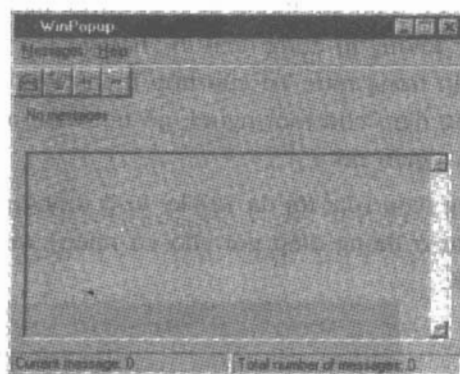 WinPopup
Messages Help
No messages
Current message: 0 Total number of messages: 0